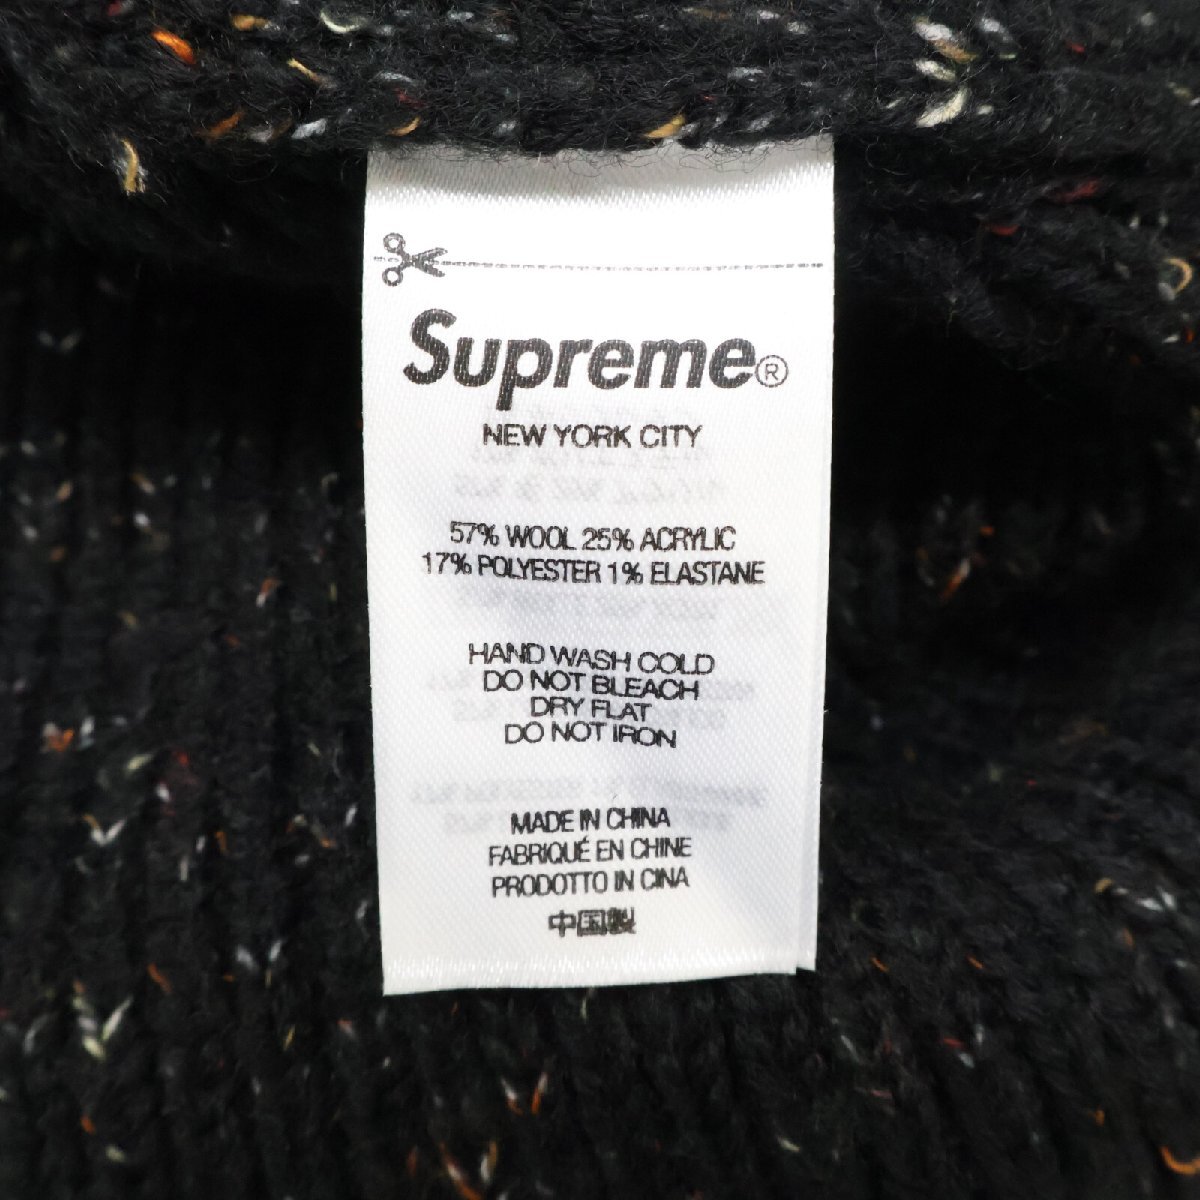 Supreme®
NEW YORK CITY
57% WOOL 25% ACRYLIC
17% POLYESTER 1% ELASTANE
HAND WASH COLD
DO NOT BLEACH
DRY FLAT
DO NOT IRON
MADE IN CHINA
FABRIQUÉ EN CHINE
PRODOTTO IN CINA
中国製